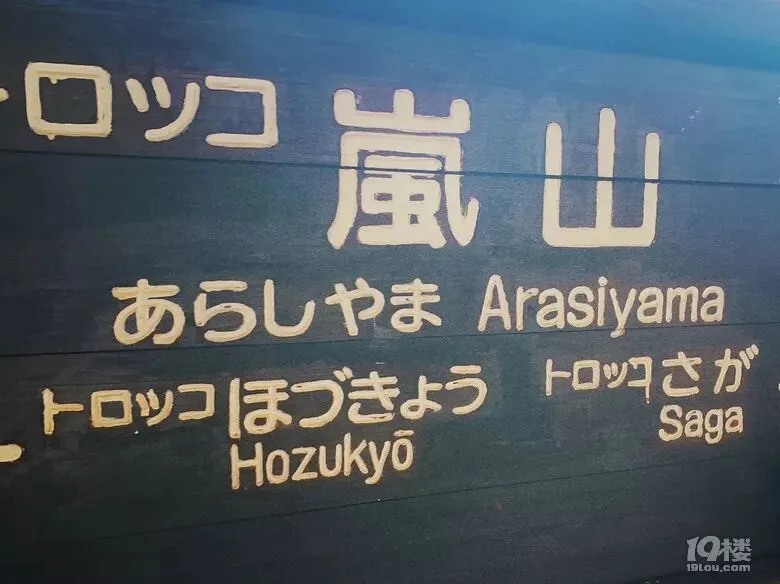 トロッコ 嵐山
あらしやま Arasiyama
トロッコ ほづきょう トロッコ さが
Hozukyō Saga
19楼
19lou.com